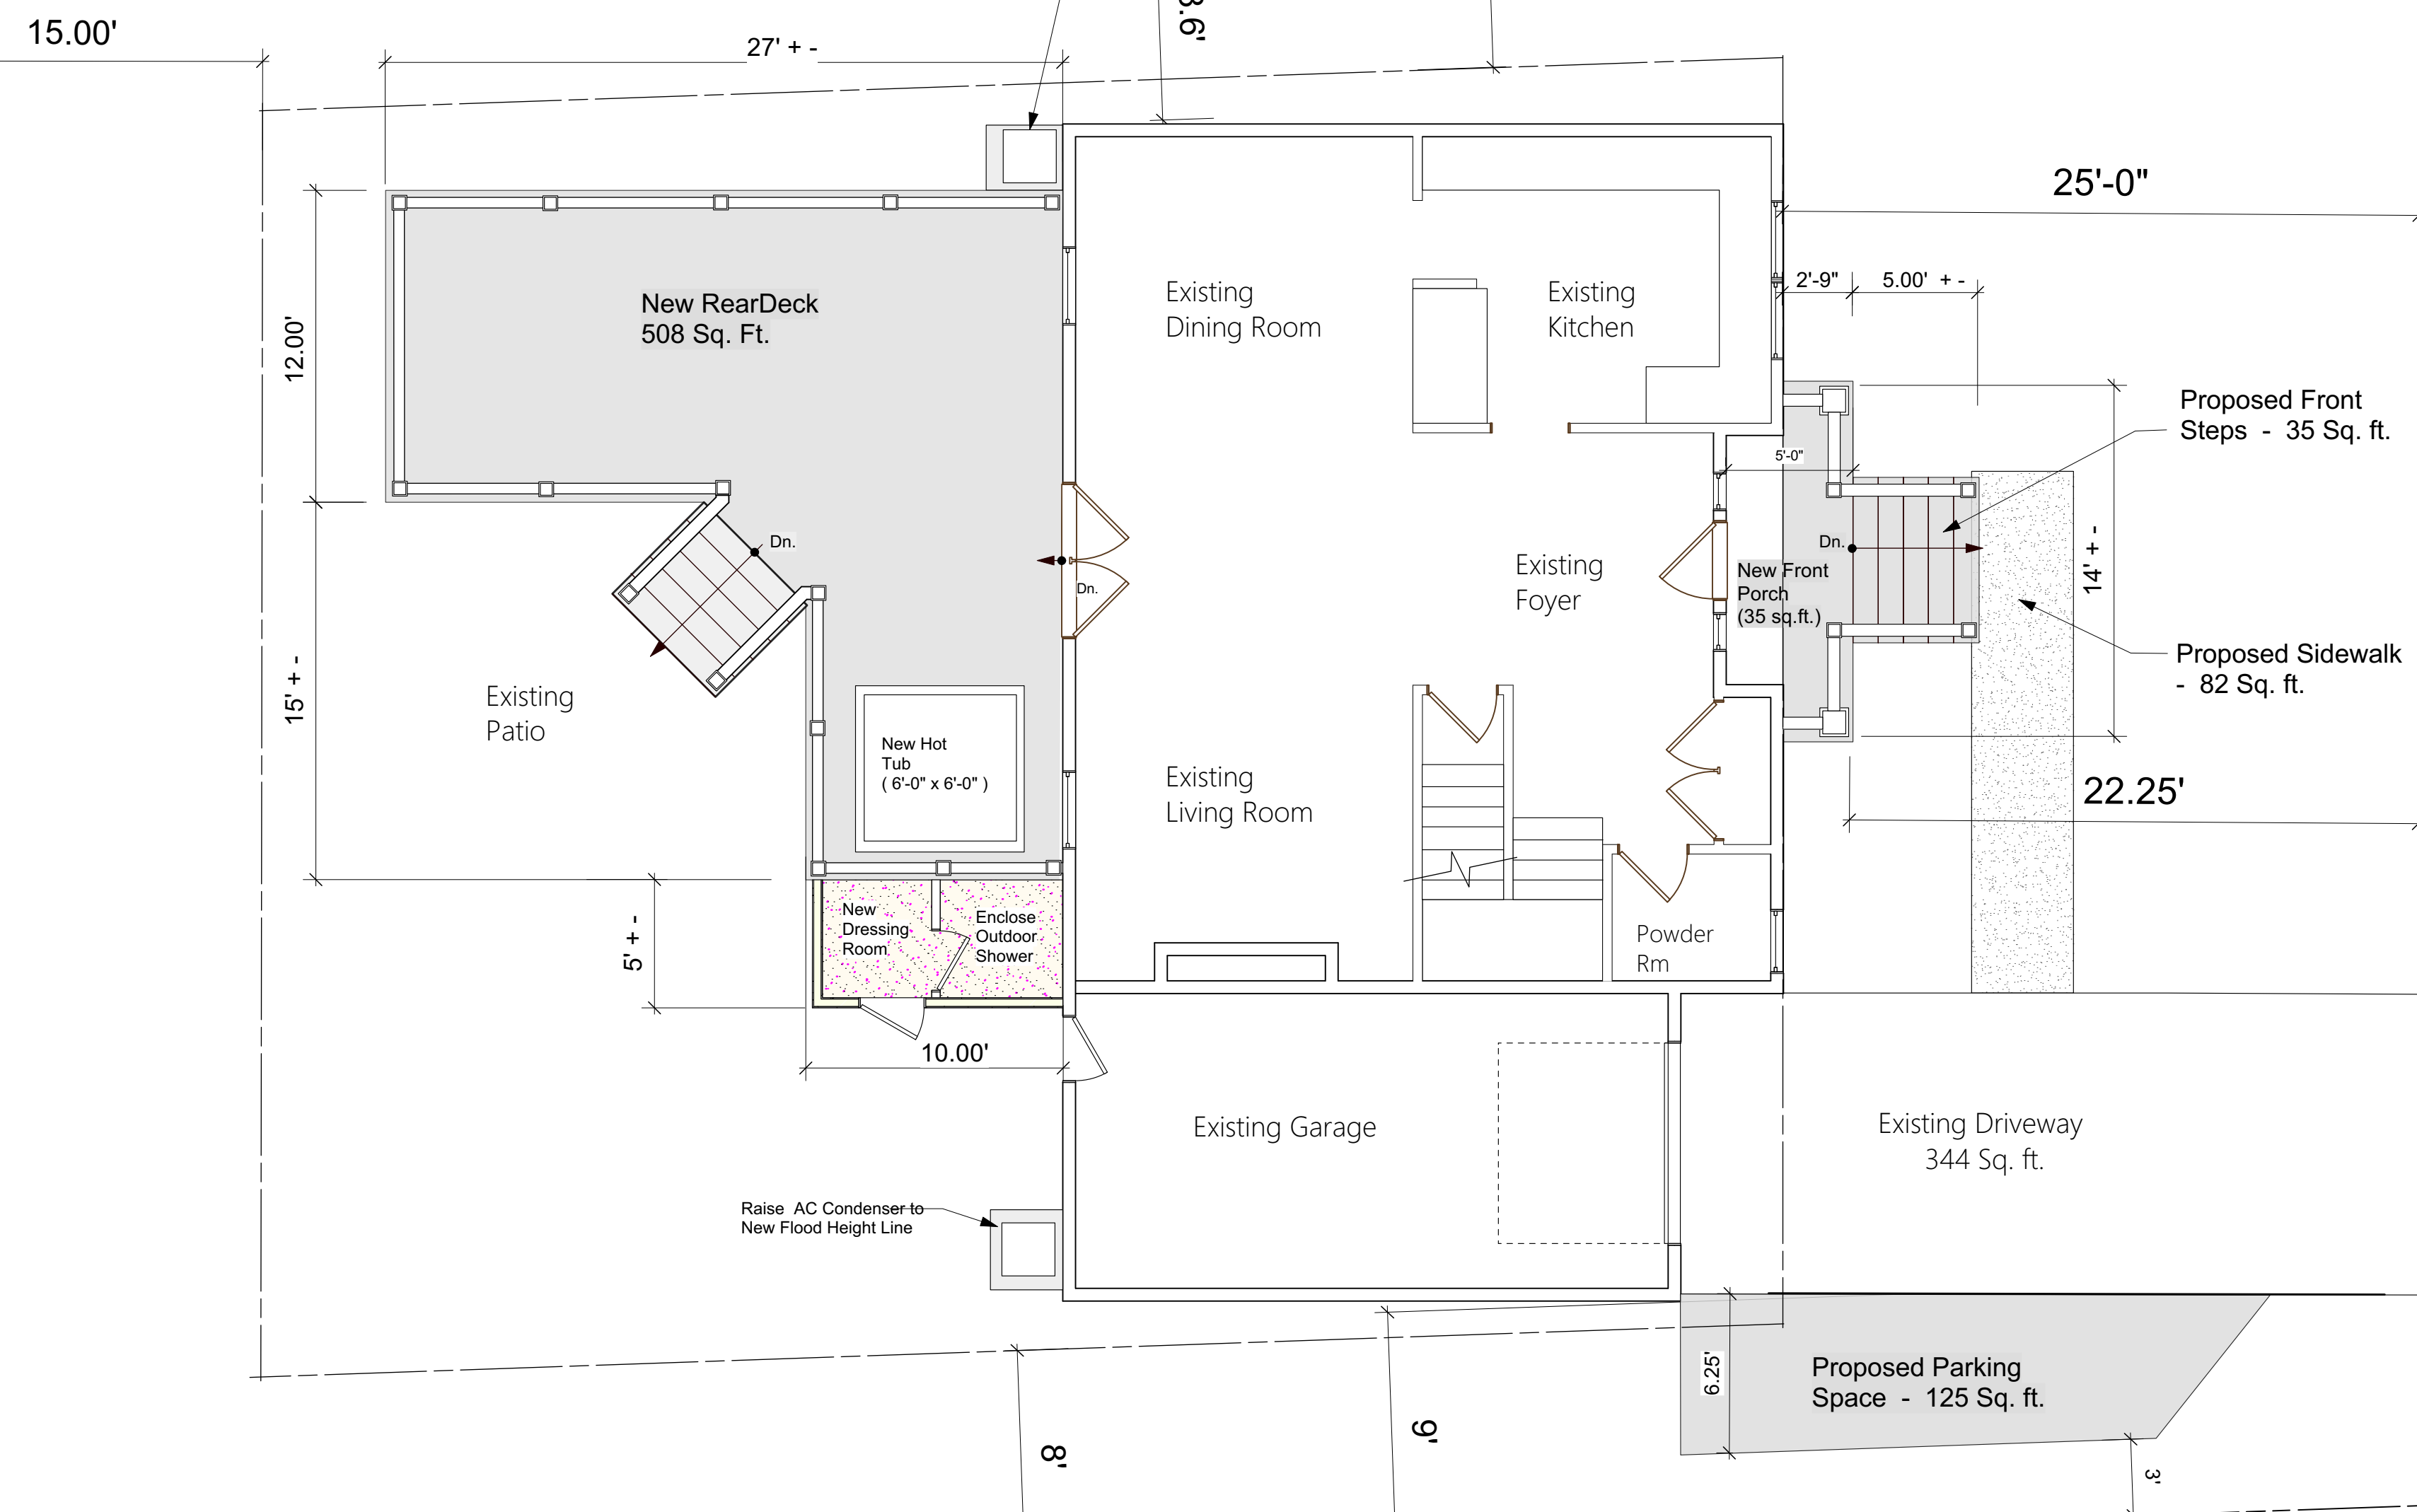 15.00'
27' + -
3.6'
25'-0"
2'-9"
5.00' + -
New RearDeck
508 Sq. Ft.
Existing
Dining Room
Existing
Kitchen
12.00'
Proposed Front
Steps - 35 Sq. ft.
5'-0"
Dn.
Dn.
Dn.
Existing
Foyer
New Front
Porch
(35 sq.ft.)
14' + -
Proposed Sidewalk
- 82 Sq. ft.
15' + -
Existing
Patio
New Hot
Tub
( 6'-0" x 6'-0" )
Existing
Living Room
22.25'
New
Dressing
Room
Enclose
Outdoor
Shower
5' + -
Powder
Rm
10.00'
Existing Garage
Existing Driveway
344 Sq. ft.
Raise AC Condenser to
New Flood Height Line
6.25'
Proposed Parking
Space - 125 Sq. ft.
8'
9'
3'